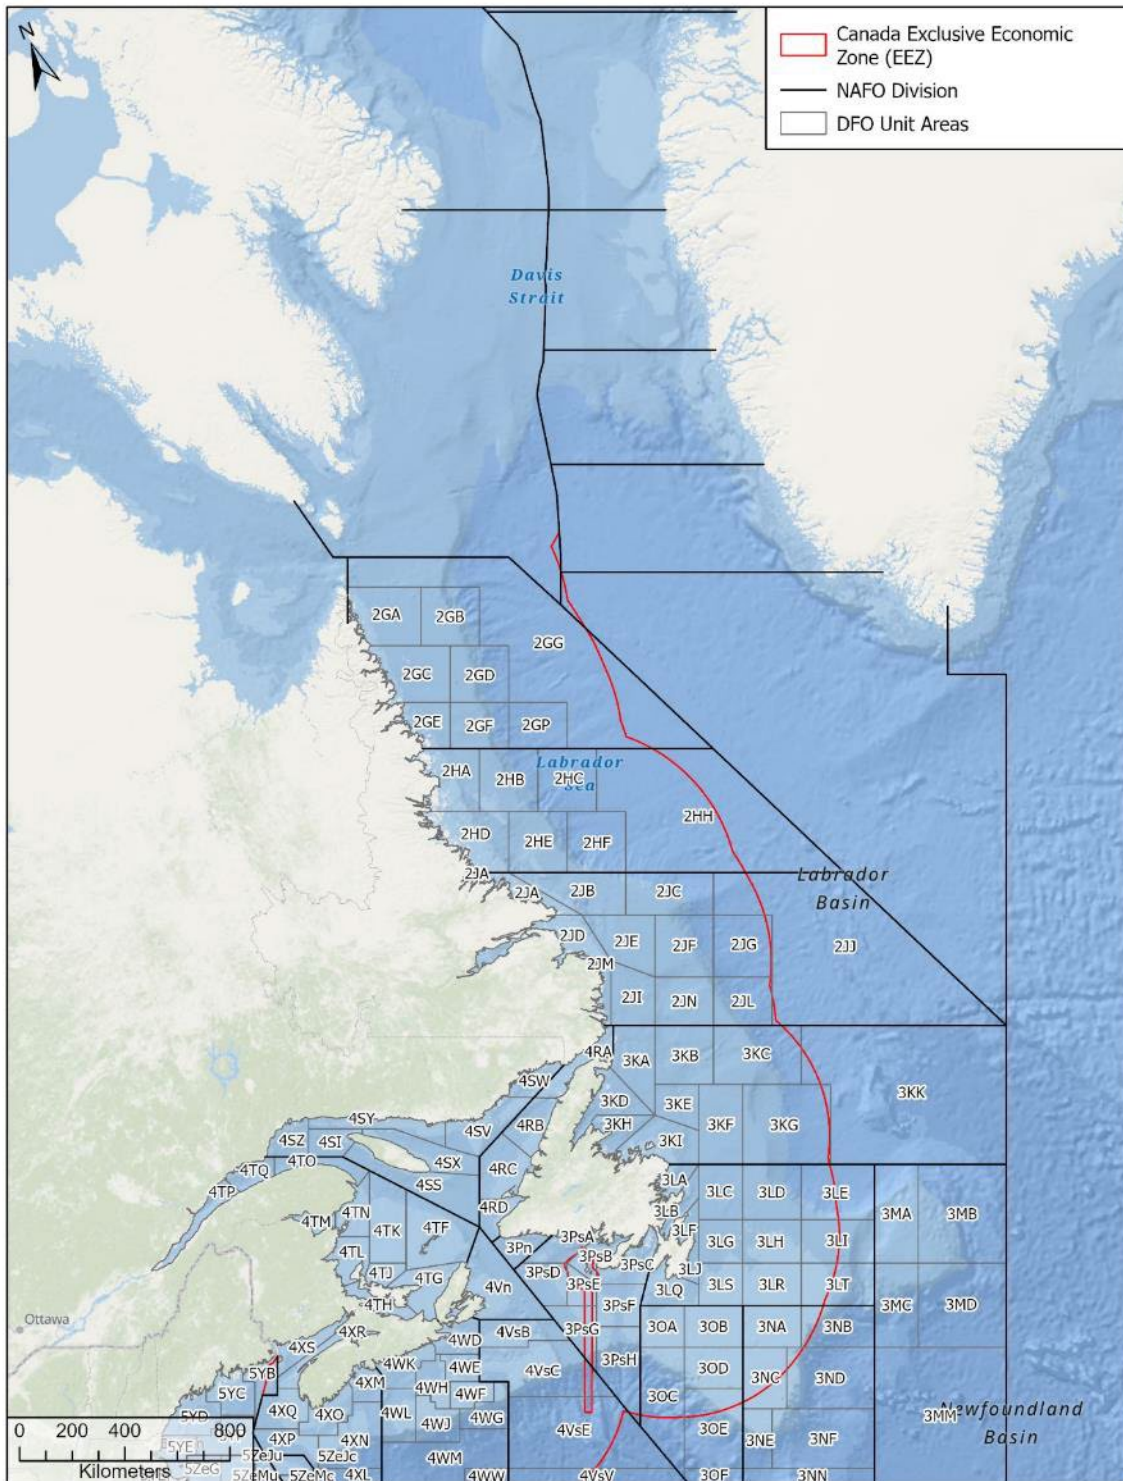 N
Canada Exclusive Economic
Zone (EEZ)
NAFO Division
DFO Unit Areas
Davis
Strait
2GA
2GB
2GG
2GC
2GD
2GE
2GF
2GP
Labrador
Sea
2HA
2HB
2HC
2HH
2HD
2HE
2HF
2JA
2JA
2JB
2JC
Labrador
Basin
2JD
2JE
2JF
2JG
2JJ
2JM
2JI
2JN
2JL
4RA
3KA
3KB
3KC
4SW
3KD
3KE
3KK
4SY
4SV
4RB
3KH
3KF
3KG
4SZ
4SI
3KI
4TQ
4TO
4SX
4RC
4TP
4SS
3LA
3LC
3LD
3LE
4TN
4RD
3LB
3MA
3MB
4TM
4TK
4TF
3PsA
3LF
3Pn
3PsB
3LG
3LH
3LI
4TL
3PsD
3PsC
3LJ
4TJ
4TG
4Vn
3PsE
3LQ
3LS
3LR
3LT
4TH
3PsF
3MC
3MD
Ottawa
4XR
4WD
4VsB
3PsG
3OA
3OB
3NA
3NB
4XS
4WK
4WE
3PsH
5YB
4XM
4WH
4WF
4VsC
3OD
3NC
3ND
5YC
3OC
5YD
4XQ
4XO
4WL
4WJ
4WG
4VsE
3OE
3MM
Newfoundland
Basin
0 200 400 800
Kilometers
5YE
4XP
4XN
3NE
3NF
5ZeG
5ZeJu
5ZeJc
4WM
5ZeMu
5ZeMc
4XL
4WW
4VsV
3OF
3NN